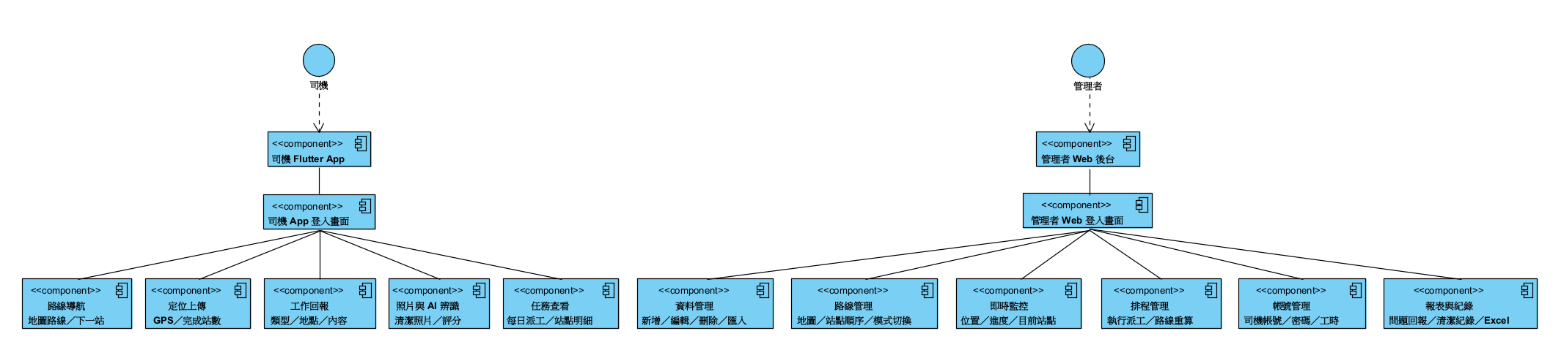 司機
管理者
<<component>>
司機 Flutter App
<<component>>
管理者 Web 後台
<<component>>
司機 App 登入畫面
<<component>>
管理者 Web 登入畫面
<<component>>
路線導航
地圖路線／下一站
<<component>>
定位上傳
GPS／完成站數
<<component>>
工作回報
類型／地點／內容
<<component>>
照片與 AI 辨識
清潔照片／評分
<<component>>
任務查看
每日派工／站點明細
<<component>>
資料管理
新增／編輯／刪除／匯入
<<component>>
路線管理
地圖／站點順序／模式切換
<<component>>
即時監控
位置／進度／目前站點
<<component>>
排程管理
執行派工／路線重算
<<component>>
帳號管理
司機帳號／密碼／工時
<<component>>
報表與紀錄
問題回報／清潔紀錄／Excel